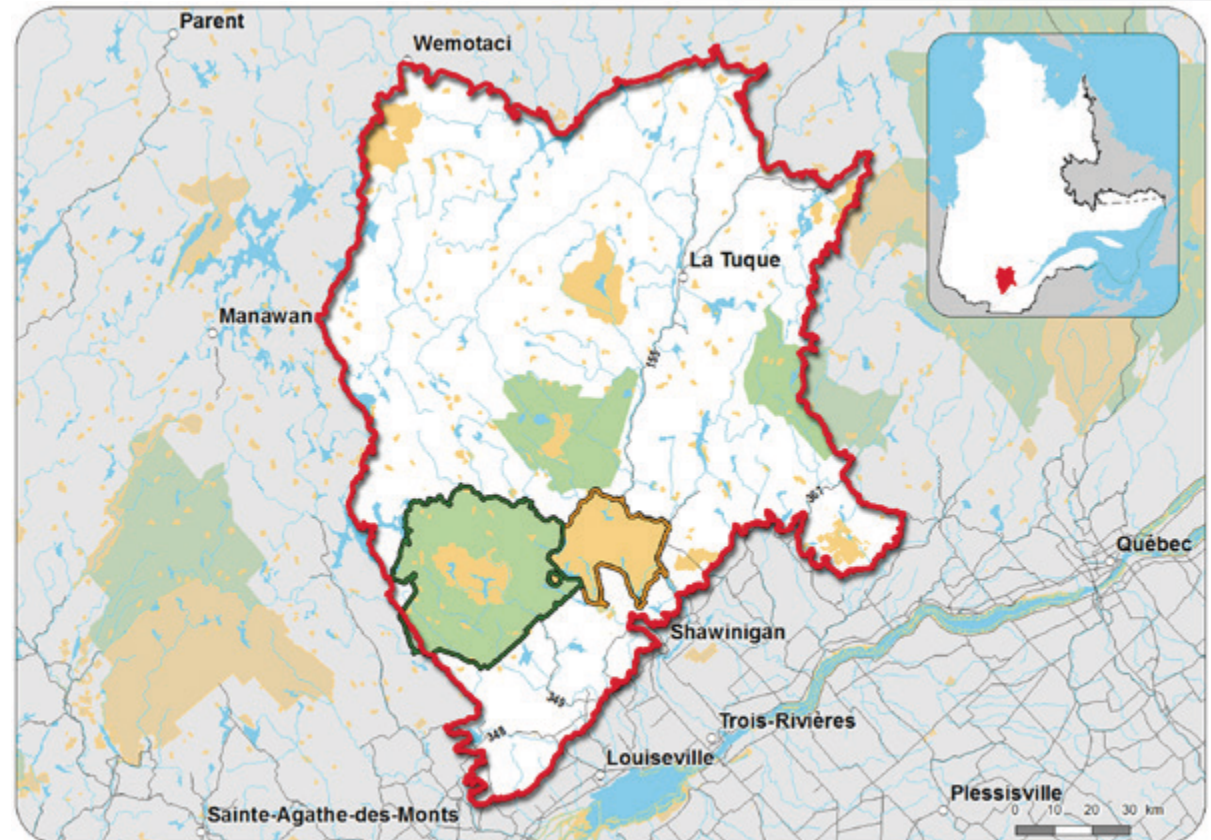 Parent
Wemotaci
La Tuque
Manawan
155
367
Québec
Shawinigan
349
348
Trois-Rivières
Louiseville
Plessisville
0 10 20 30 km
Sainte-Agathe-des-Monts